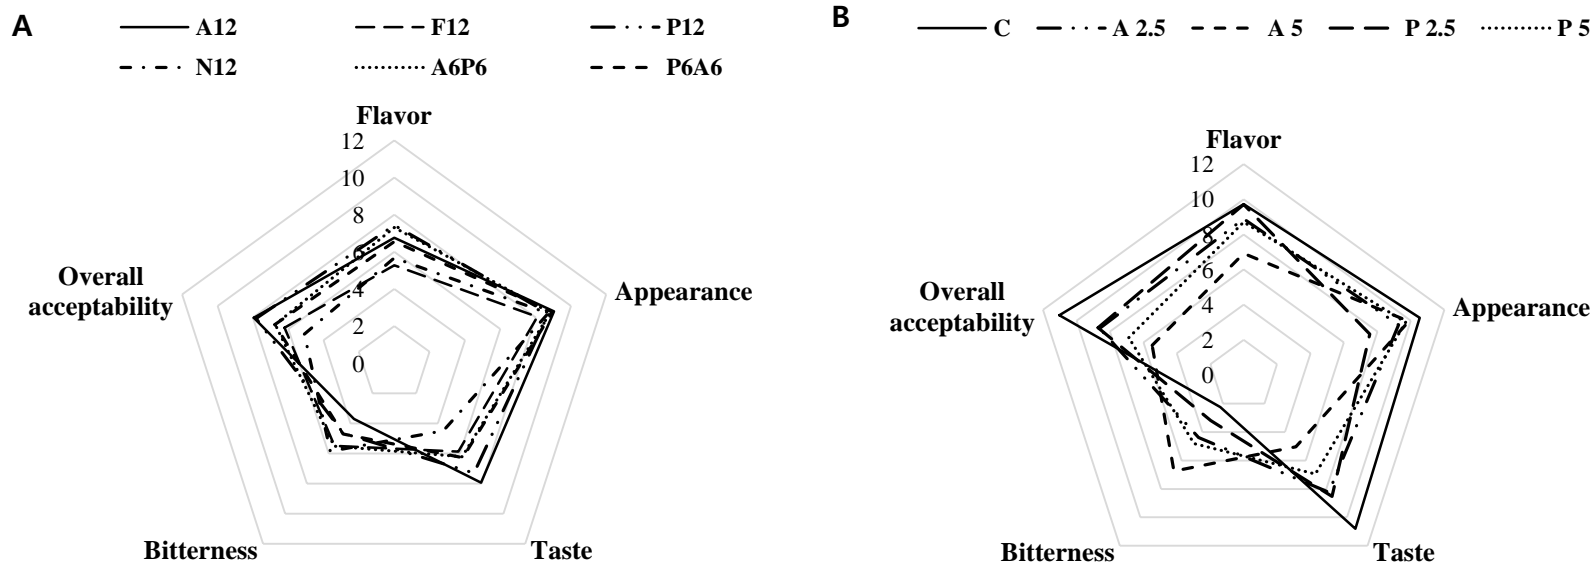 A
A12 F12 P12
N12 A6P6 P6A6
Flavor
12
10
8
6
4
2
0
Overall
acceptability
Appearance
Bitterness
Taste
B
C A 2.5 A 5 P 2.5 P 5
Flavor
12
10
8
6
4
2
0
Overall
acceptability
Appearance
Bitterness
Taste